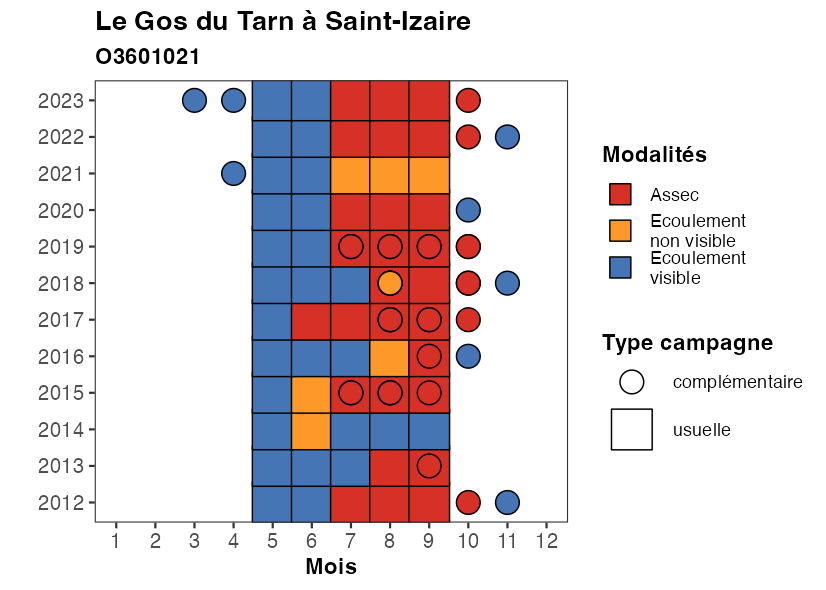 Le Gos du Tarn à Saint-Izaire
O3601021
2023
2022
2021
2020
2019
2018
2017
2016
2015
2014
2013
2012
1 2 3 4 5 6 7 8 9 10 11 12
Mois
Modalités
Assec
Ecoulement
non visible
Ecoulement
visible
Type campagne
complémentaire
usuelle